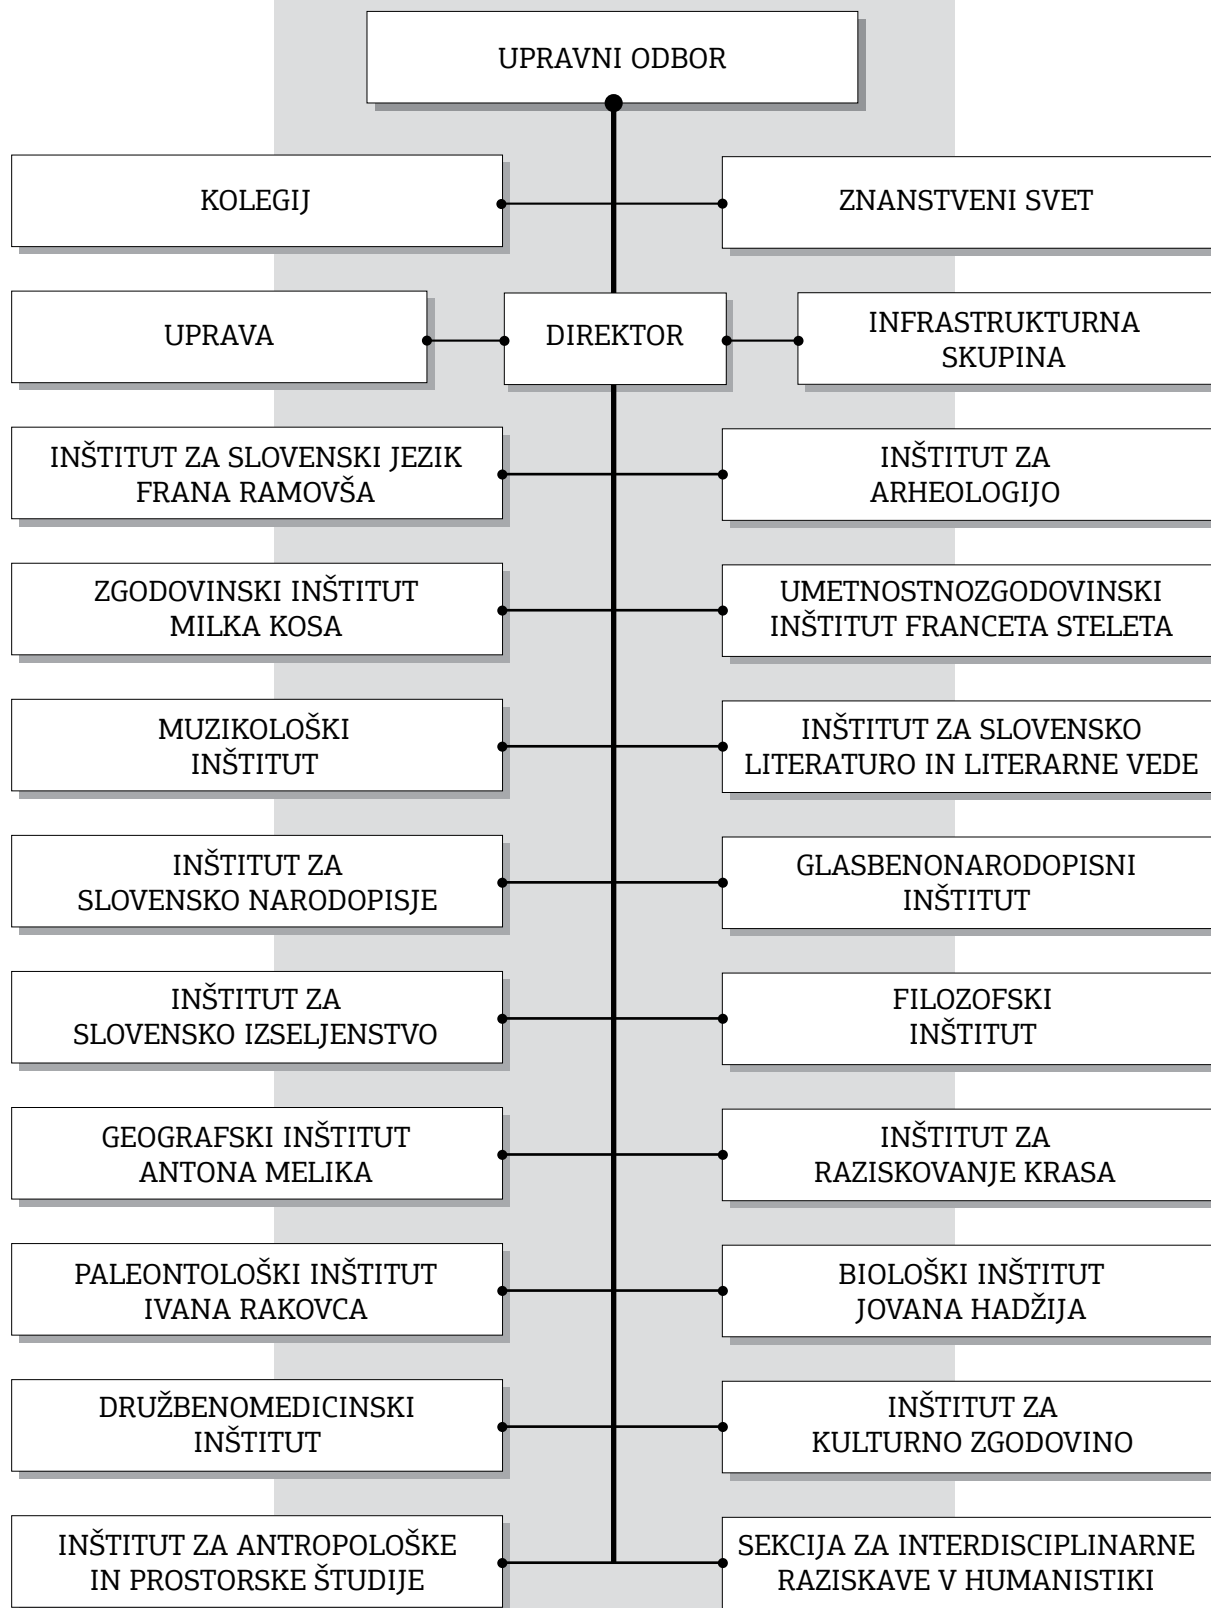 UPRAVNI ODBOR
KOLEGIJ
ZNANSTVENI SVET
UPRAVA
DIREKTOR
INFRASTRUKTURNA
SKUPINA
INŠTITUT ZA SLOVENSKI JEZIK
FRANA RAMOVŠA
INŠTITUT ZA
ARHEOLOGIJO
ZGODOVINSKI INŠTITUT
MILKA KOSA
UMETNOSTNOZGODOVINSKI
INŠTITUT FRANCETA STELETA
MUZIKOLOŠKI
INŠTITUT
INŠTITUT ZA SLOVENSKO
LITERATURO IN LITERARNE VEDE
INŠTITUT ZA
SLOVENSKO NARODOPISJE
GLASBENONARODOPISNI
INŠTITUT
INŠTITUT ZA
SLOVENSKO IZSELJENSTVO
FILOZOFSKI
INŠTITUT
GEOGRAFSKI INŠTITUT
ANTONA MELIKA
INŠTITUT ZA
RAZISKOVANJE KRASA
PALEONTOLOŠKI INŠTITUT
IVANA RAKOVCA
BIOLOŠKI INŠTITUT
JOVANA HADŽIJA
DRUŽBENOMEDICINSKI
INŠTITUT
INŠTITUT ZA
KULTURNO ZGODOVINO
INŠTITUT ZA ANTROPOLOŠKE
IN PROSTORSKE ŠTUDIJE
SEKCIJA ZA INTERDISCIPLINARNE
RAZISKAVE V HUMANISTIKI